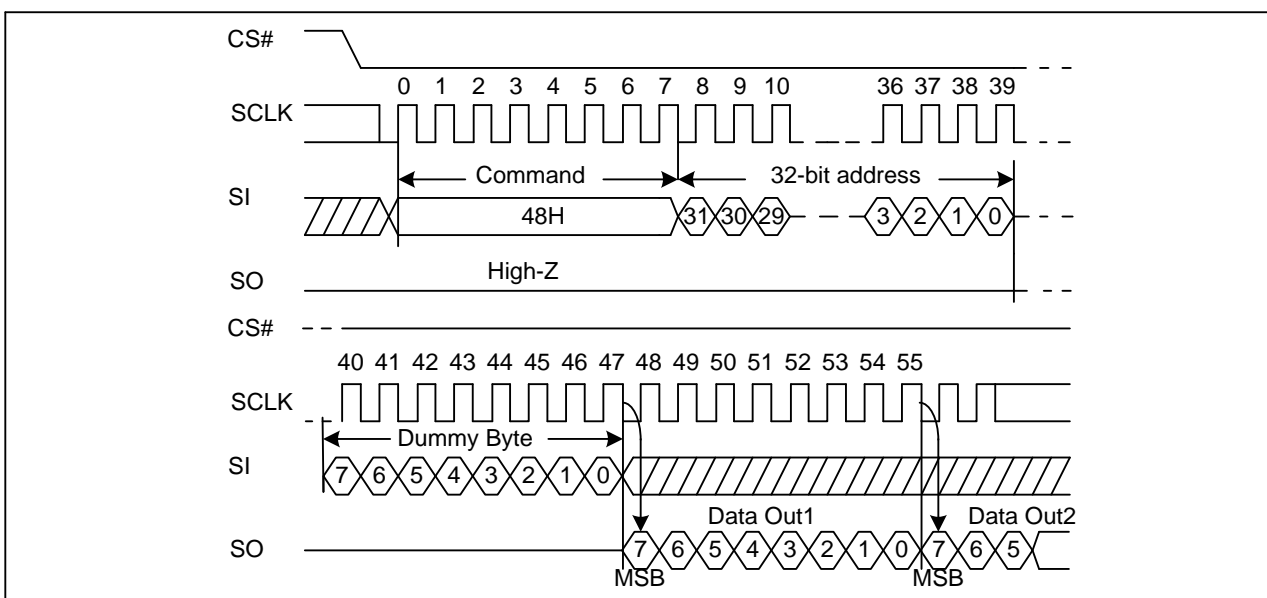 CS#
0 1 2 3 4 5 6 7 8 9 10 36 37 38 39
SCLK
Command 32-bit address
SI
48H 31 30 29 3 2 1 0
High-Z
SO
CS#
40 41 42 43 44 45 46 47 48 49 50 51 52 53 54 55
SCLK
Dummy Byte
SI
7 6 5 4 3 2 1 0
Data Out1 Data Out2
SO
7 6 5 4 3 2 1 0 7 6 5
MSB MSB